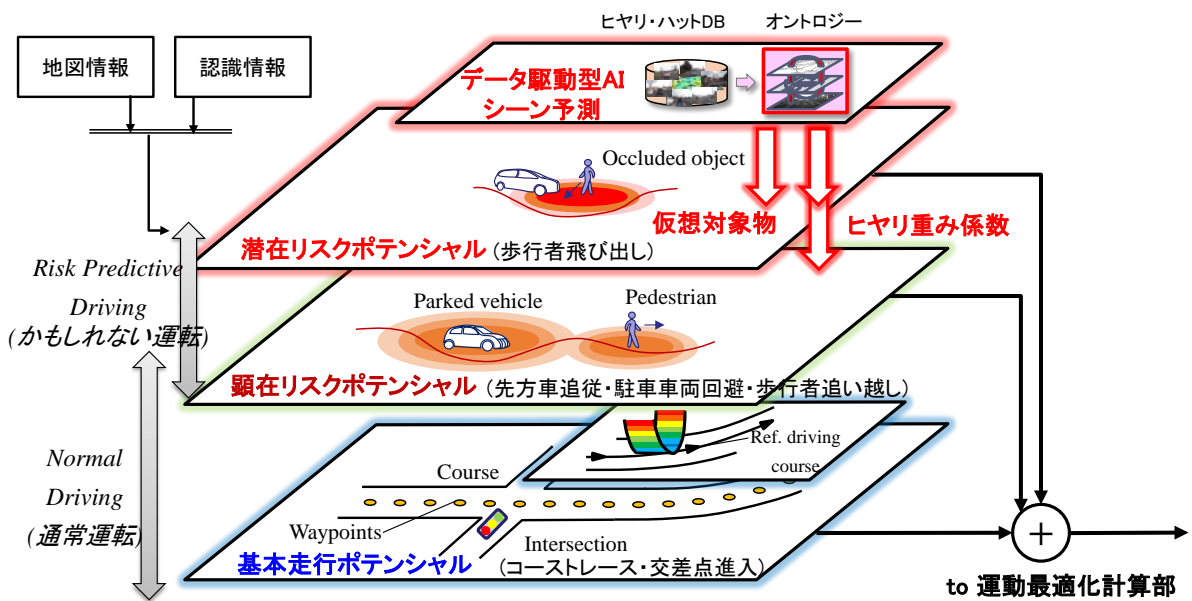 ヒヤリ・ハットDB
オントロジー
地図情報
認識情報
データ駆動型AI
シーン予測
Occluded object
仮想対象物
ヒヤリ重み係数
潜在リスクポテンシャル(歩行者飛び出し)
Risk Predictive
Driving
(かもしれない運転)
Parked vehicle
Pedestrian
顕在リスクポテンシャル(先方車追従・駐車車両回避・歩行者追い越し)
Ref. driving
course
Normal
Driving
(通常運転)
Course
Waypoints
Intersection
基本走行ポテンシャル(コーストレース・交差点進入)
+
to 運動最適化計算部